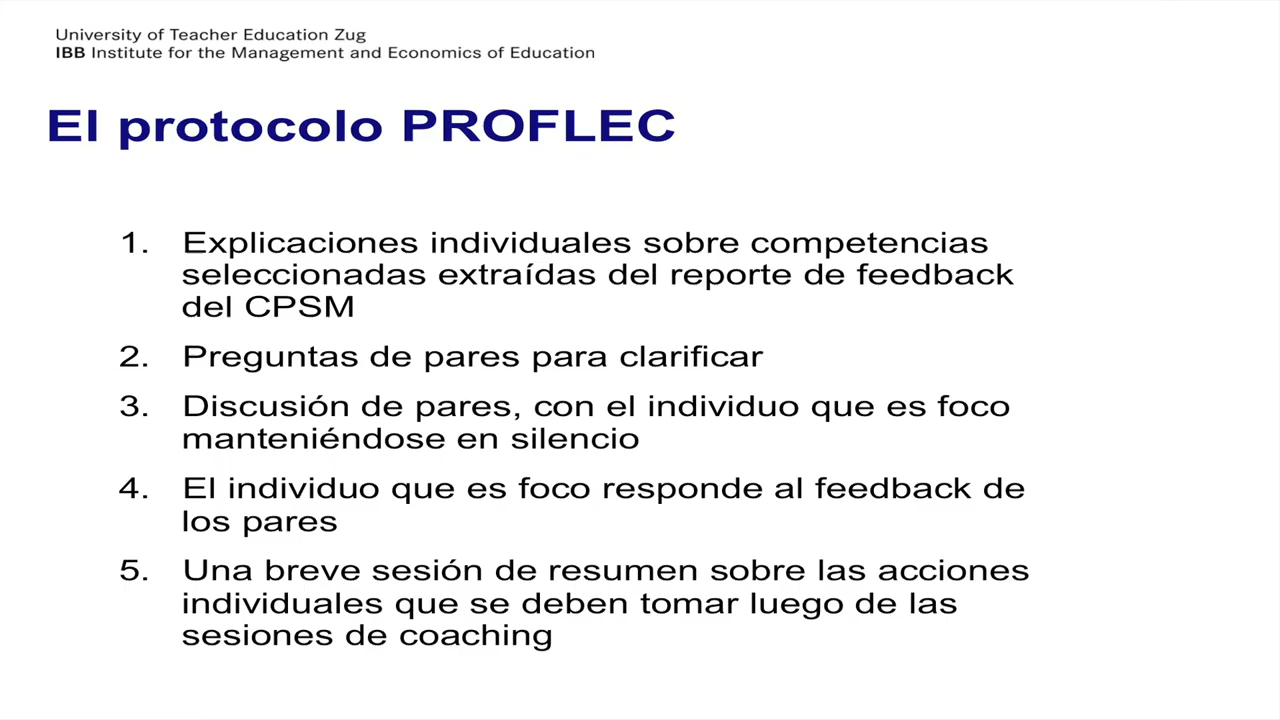 University of Teacher Education Zug
IBB Institute for the Management and Economics of Education
El protocolo PROFLEC
1. Explicaciones individuales sobre competencias
seleccionadas extraídas del reporte de feedback
del CPSM
2. Preguntas de pares para clarificar
3. Discusión de pares, con el individuo que es foco
manteniéndose en silencio
4. El individuo que es foco responde al feedback de
los pares
5. Una breve sesión de resumen sobre las acciones
individuales que se deben tomar luego de las
sesiones de coaching